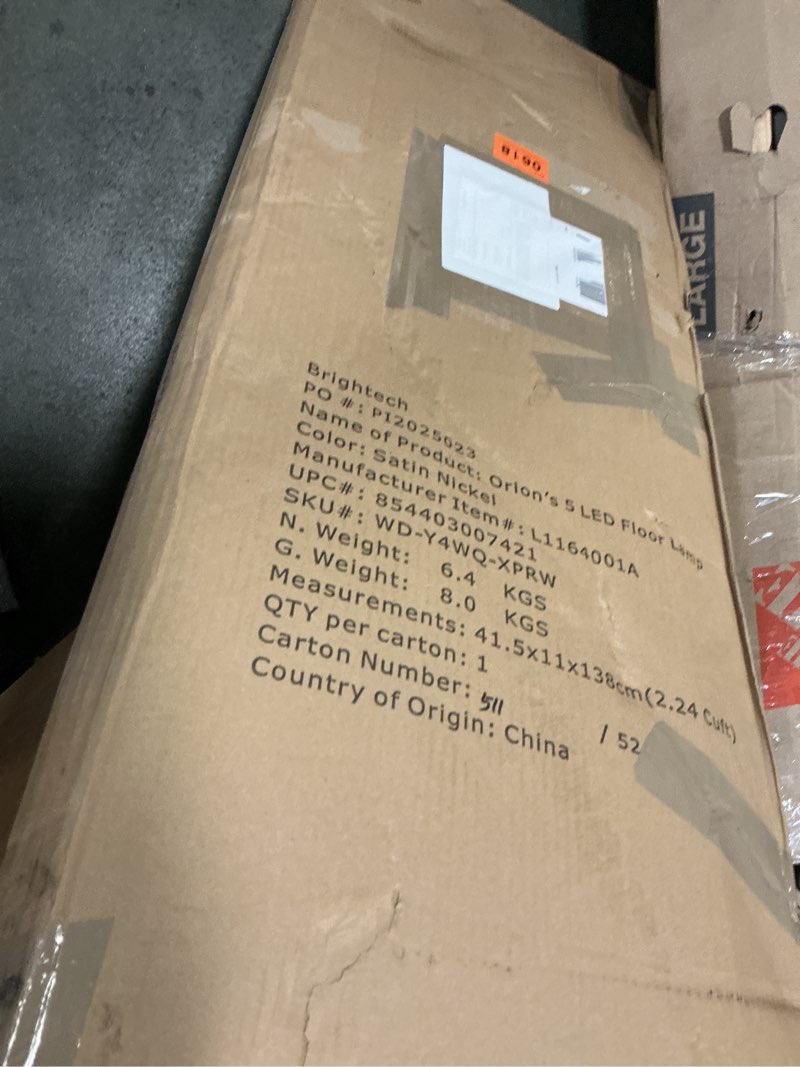 0618
LARGE
Brightech
PO #: PI2025023
Name of Product: Orion's 5 LED Floor Lamp
Color: Satin Nickel
Manufacturer Item#: L1164001A
UPC#: 854403007421
SKU#: WD-Y4WQ-XPRW
N. Weight: 6.4 KGS
G. Weight: 8.0 KGS
Measurements: 41.5x11x138cm(2.24 Cuft)
QTY per carton: 1
Carton Number: 511 / 52
Country of Origin: China